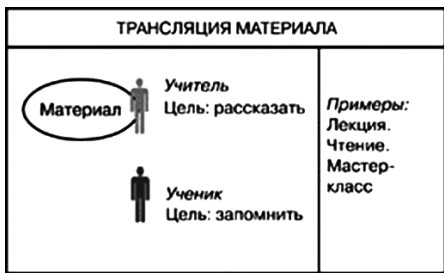 ТРАНСЛЯЦИЯ МАТЕРИАЛА
Материал
Учитель
Цель: рассказать
Ученик
Цель: запомнить
Примеры:
Лекция.
Чтение.
Мастер-
класс